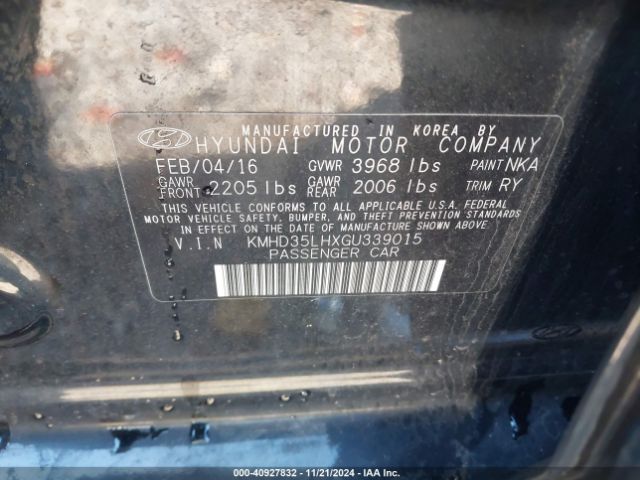 MANUFACTURED IN KOREA BY
HYUNDAI MOTOR COMPANY
FEB/04/16 GVWR 3968 lbs PAINT NKA
GAWR FRONT 2205 lbs GAWR REAR 2006 lbs TRIM RY
THIS VEHICLE CONFORMS TO ALL APPLICABLE U.S.A. FEDERAL
MOTOR VEHICLE SAFETY, BUMPER, AND THEFT PREVENTION STANDARDS
IN EFFECT ON THE DATE OF MANUFACTURE SHOWN ABOVE.
V.I.N KMHD35LHXGU339015
PASSENGER CAR
000-40927832 - 11/21/2024 - IAA Inc.